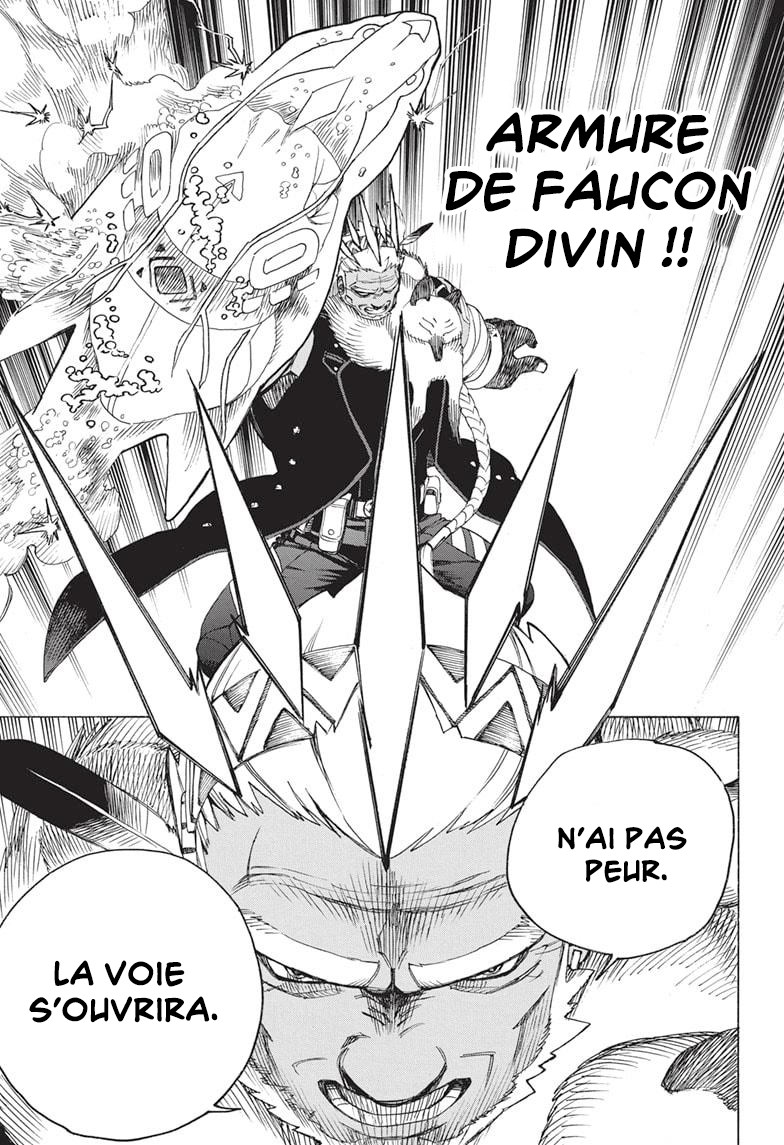 ARMURE
DE FAUCON
DIVIN !!
N'AI PAS
PEUR.
LA VOIE
S'OUVRIRA.